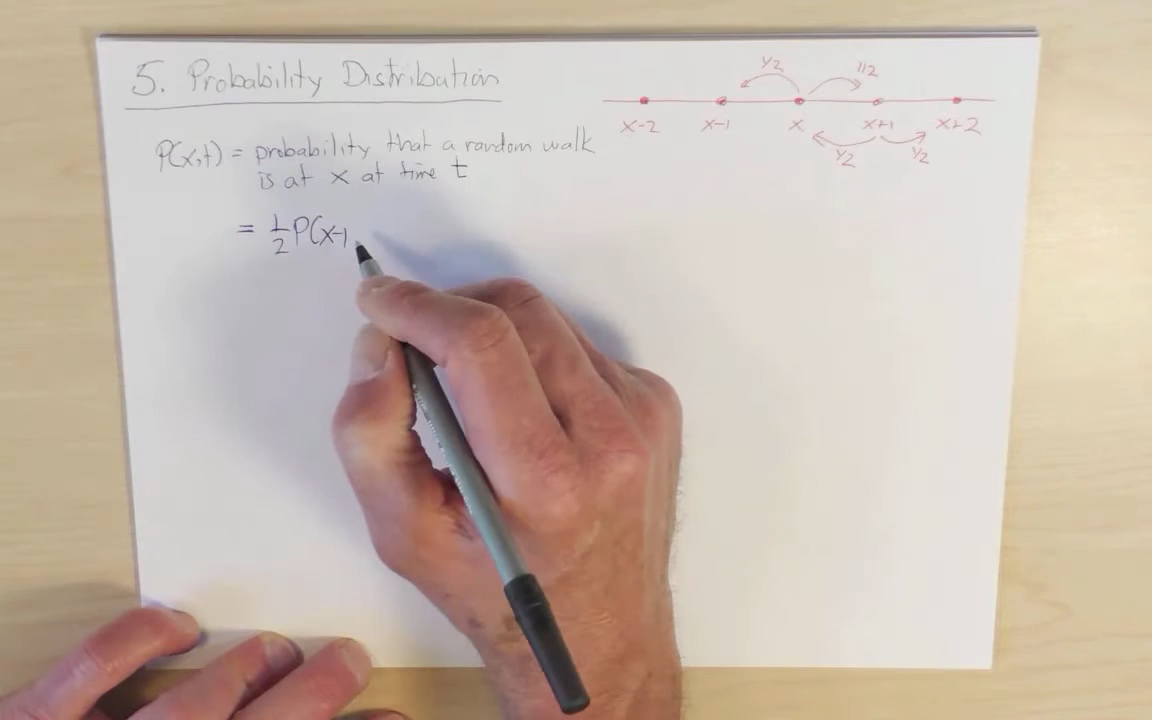 5. Probability Distribution
P(x,t) = probability that a random walk
is at x at time t
= 1/2 P(x-1
1/2 1/2
x-2 x-1 x x+1 x+2
1/2 1/2